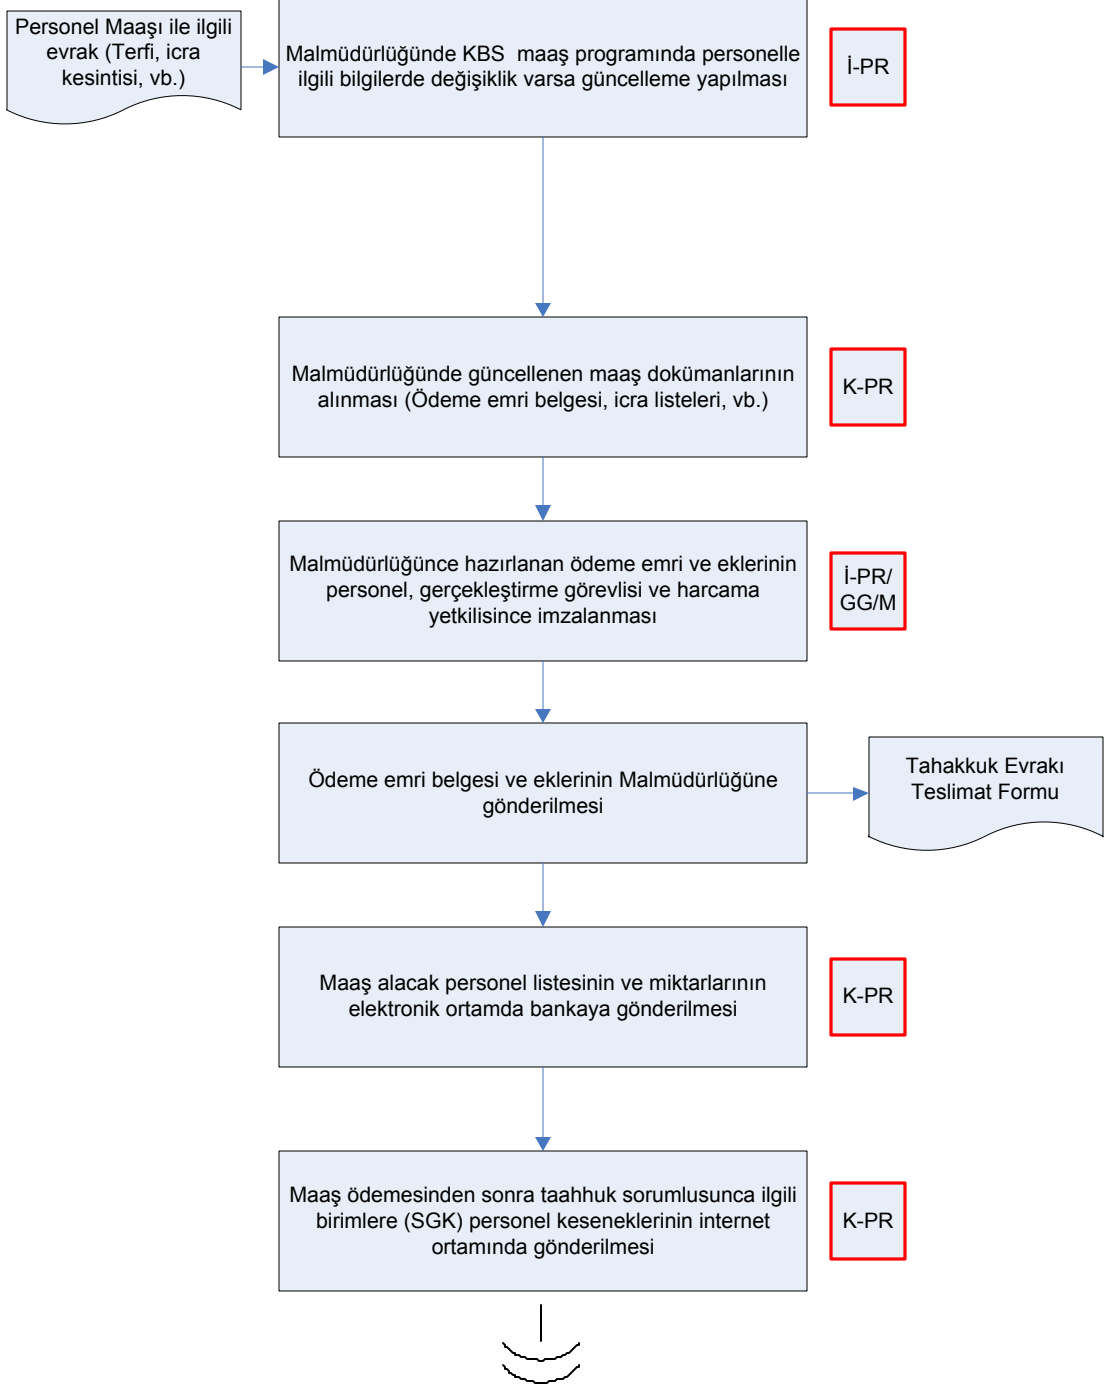 Personel Maaşı ile ilgili
evrak (Terfi, icra
kesintisi, vb.)
Malmüdürlüğünde KBS  maaş programında personelle
ilgili bilgilerde değişiklik varsa güncelleme yapılması
İ-PR
Malmüdürlüğünde güncellenen maaş dokümanlarının
alınması (Ödeme emri belgesi, icra listeleri, vb.)
K-PR
Malmüdürlüğünce hazırlanan ödeme emri ve eklerinin
personel, gerçekleştirme görevlisi ve harcama
yetkilisince imzalanması
İ-PR/
GG/M
Ödeme emri belgesi ve eklerinin Malmüdürlüğüne
gönderilmesi
Tahakkuk Evrakı
Teslimat Formu
Maaş alacak personel listesinin ve miktarlarının
elektronik ortamda bankaya gönderilmesi
K-PR
Maaş ödemesinden sonra taahhuk sorumlusunca ilgili
birimlere (SGK) personel keseneklerinin internet
ortamında gönderilmesi
K-PR